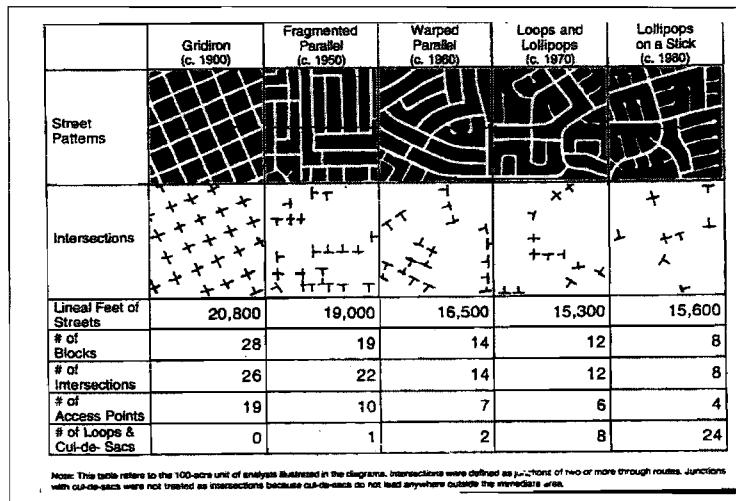 Gridiron
(c. 1900)
Fragmented
Parallel
(c. 1950)
Warped
Parallel
(c. 1960)
Loops and
Lollipops
(c. 1970)
Lollipops
on a Stick
(c. 1980)
Street
Patterns
Intersections
Lineal Feet of
Streets
20,800 19,000 16,500 15,300 15,600
# of
Blocks
28 19 14 12 8
# of
Intersections
26 22 14 12 8
# of
Access Points
19 10 7 6 4
# of Loops &
Cul-de-Sacs
0 1 2 8 24
Note: This table refers to the 100-acre unit of analysis illustrated in the diagrams. Intersections were defined as junctions of two or more through routes. Junctions
with cul-de-sacs were not treated as intersections because cul-de-sacs do not lead anywhere outside the immediate area.